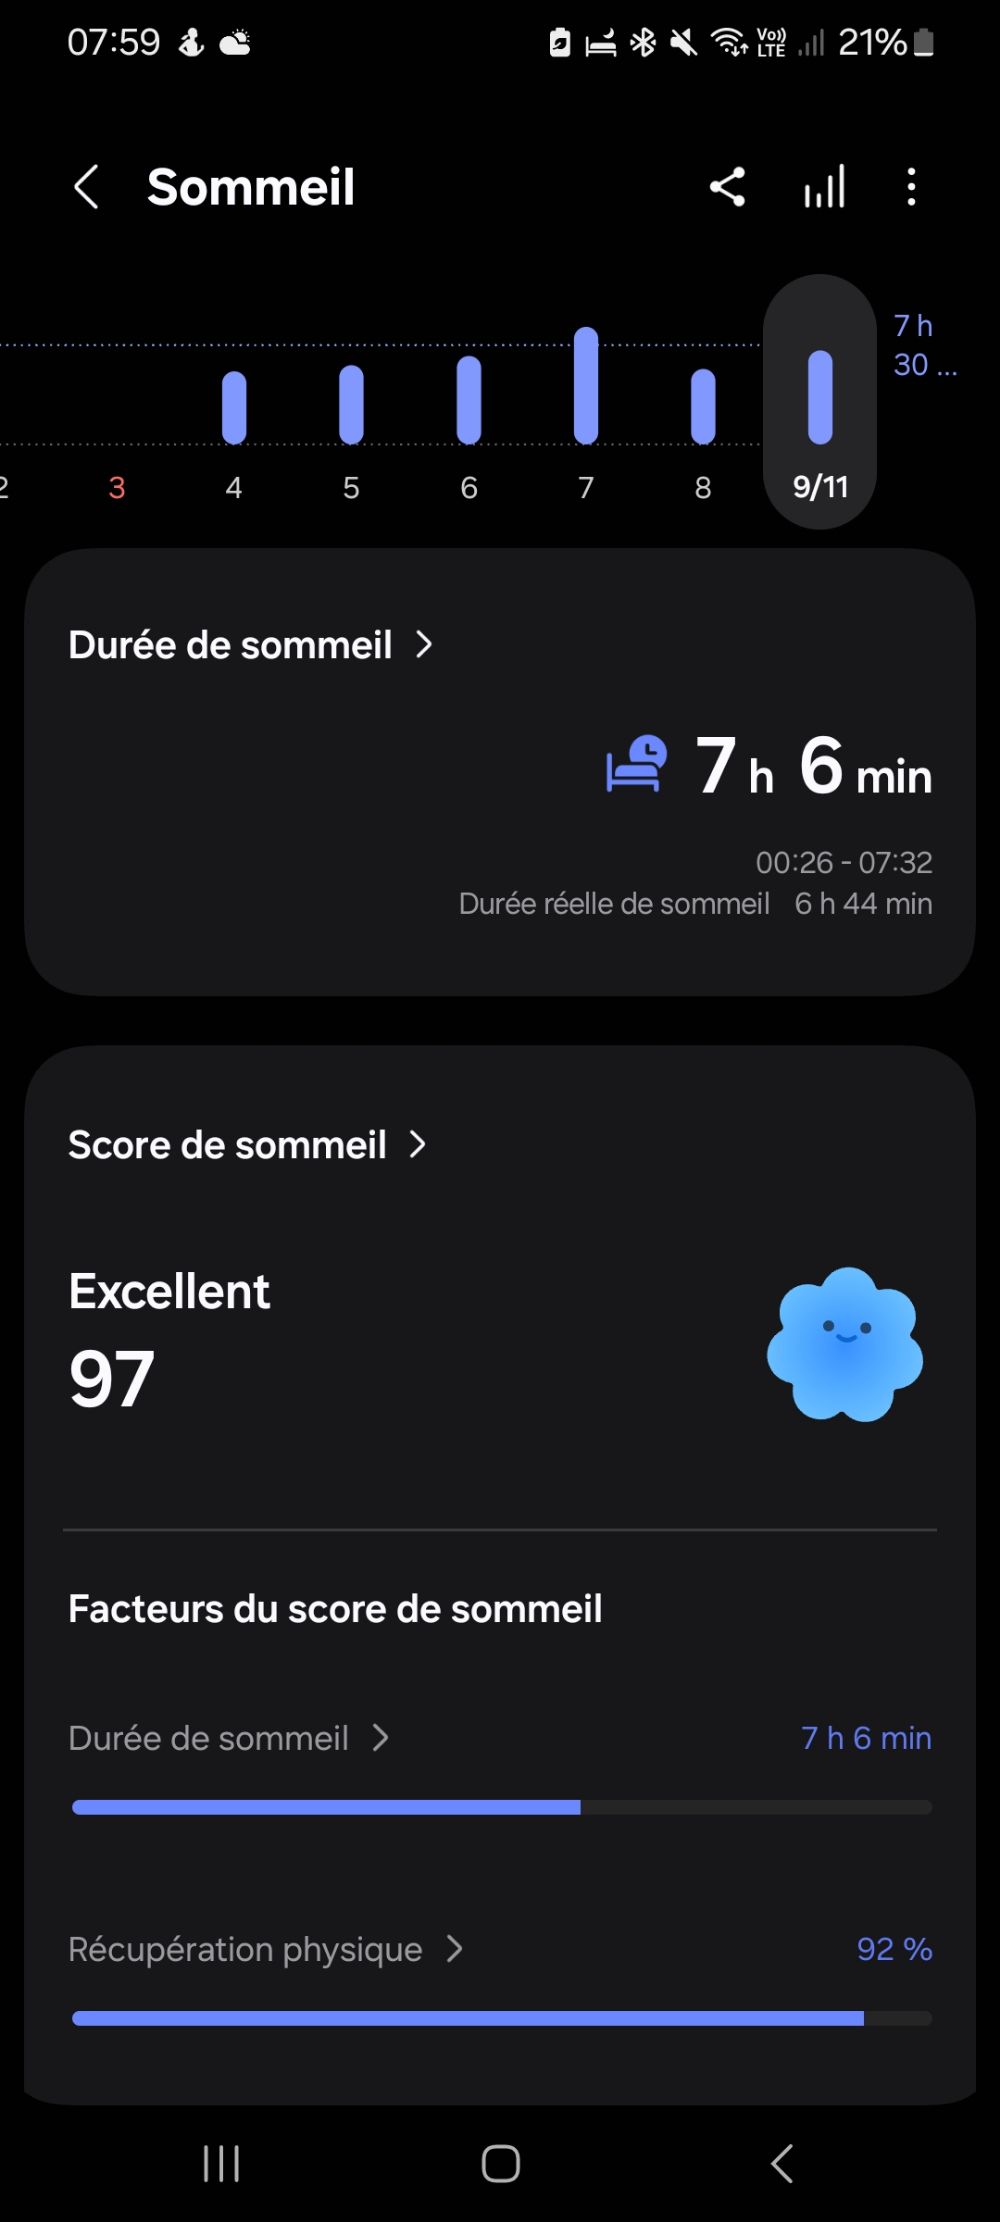 07:59 Vo)) LTE 21%
Sommeil
7 h
30 ...
2 3 4 5 6 7 8 9/11
Durée de sommeil
7 h 6 min
00:26 - 07:32
Durée réelle de sommeil 6 h 44 min
Score de sommeil
Excellent
97
Facteurs du score de sommeil
Durée de sommeil 7 h 6 min
Récupération physique 92 %